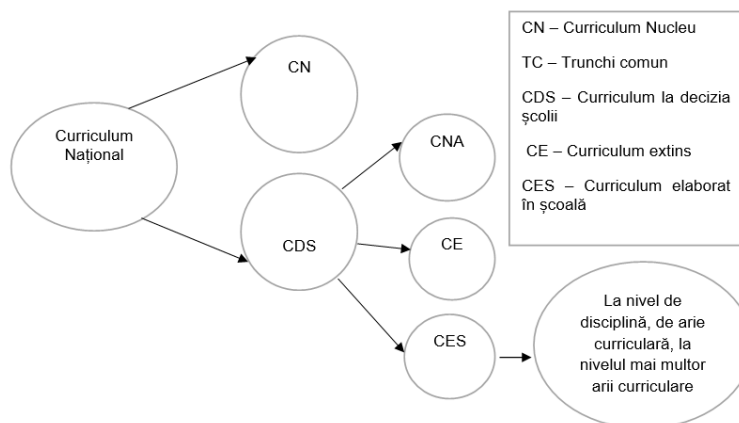 CN
Curriculum
Național
CNA
CDS
CE
CES
La nivel de
disciplină, de arie
curriculară, la
nivelul mai multor
arii curriculare
CN – Curriculum Nucleu
TC – Trunchi comun
CDS – Curriculum la decizia
școlii
CE – Curriculum extins
CES – Curriculum elaborat
în școală